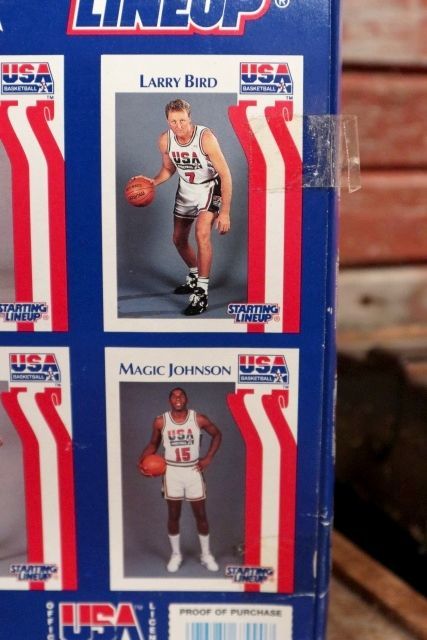 LINEUP®
USA
BASKETBALL
LARRY BIRD
USA
BASKETBALL
TM
USA
7
STARTING
LINEUP
STARTING
LINEUP
USA
BASKETBALL
MAGIC JOHNSON
USA
BASKETBALL
USA
15
STARTING
LINEUP
STARTING
LINEUP
USA
PROOF OF PURCHASE